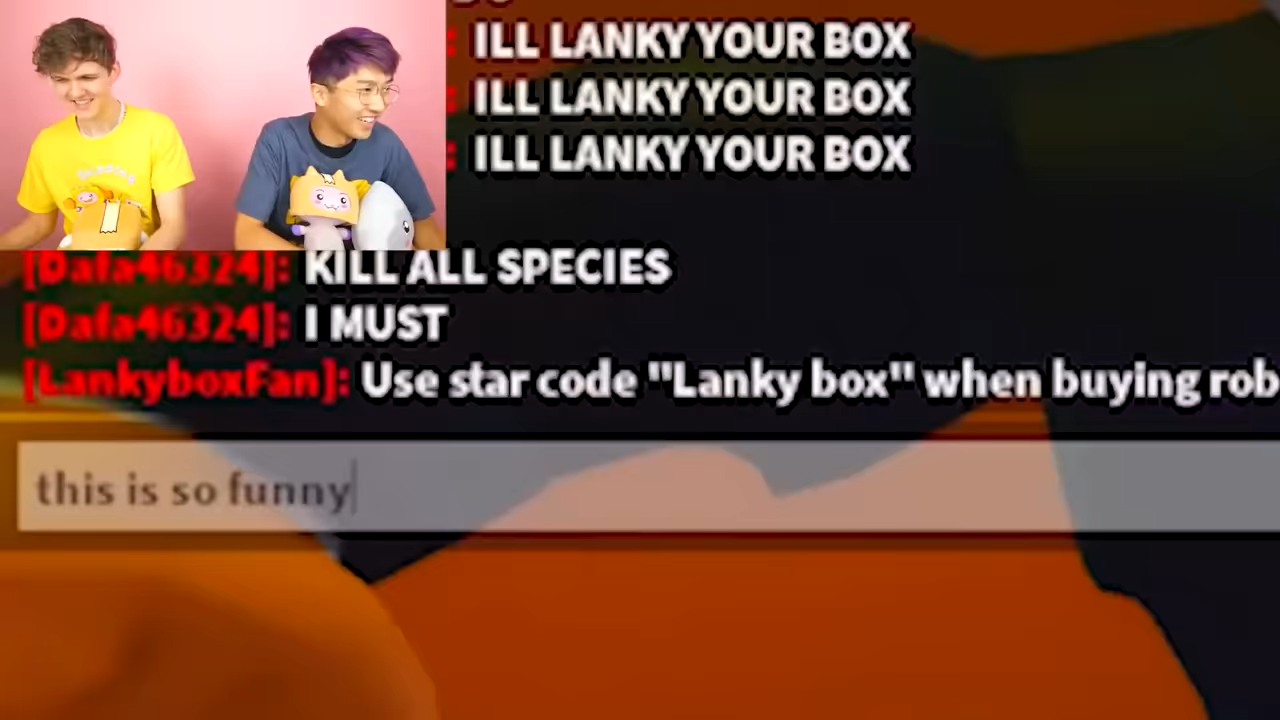 : ILL LANKY YOUR BOX
: ILL LANKY YOUR BOX
: ILL LANKY YOUR BOX
[Dafa46324]: KILL ALL SPECIES
[Dafa46324]: I MUST
[LankyboxFan]: Use star code "Lanky box" when buying rob
this is so funny